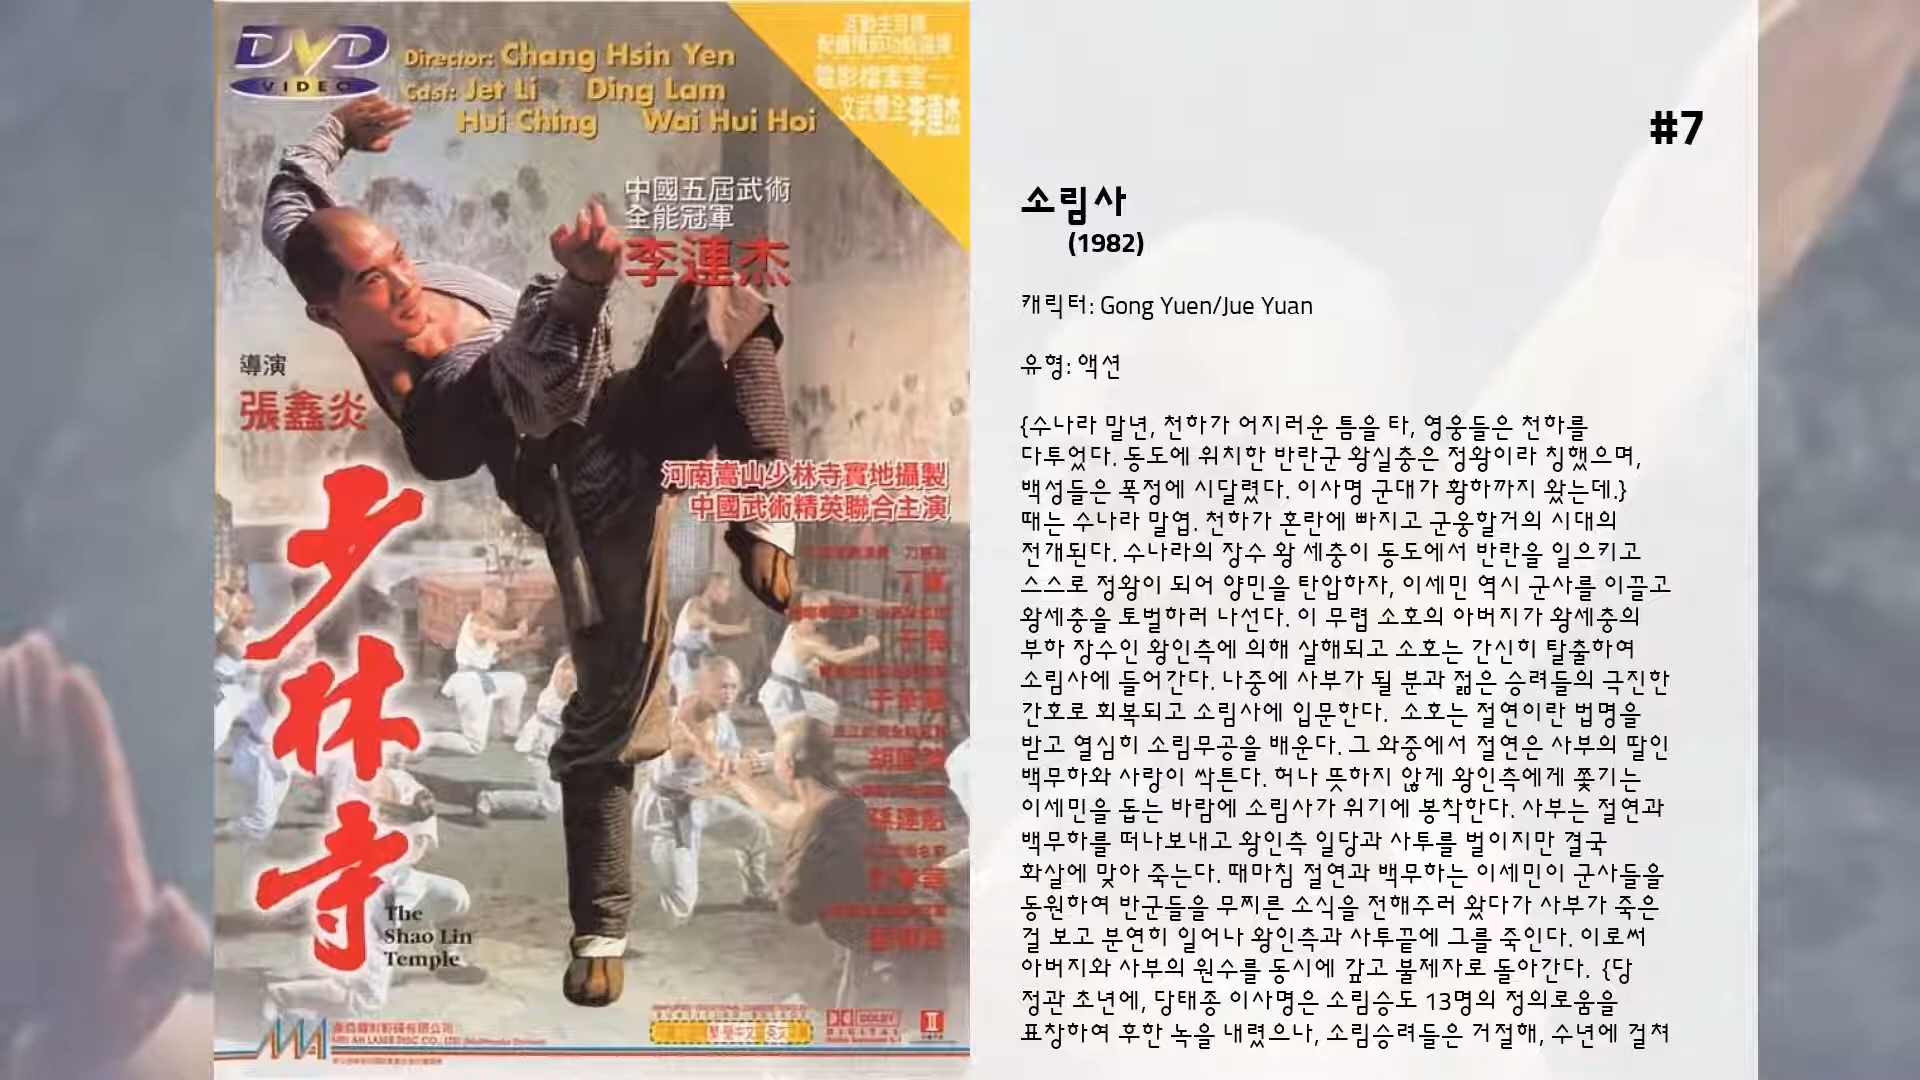 DVD
VIDEO
Director: Chang Hsin Yen
Cast: Jet Li Ding Lam
Hui Ching Wai Hui Hoi
電影檔案室一
文武雙全李連杰
中國五屆武術
全能冠軍
李連杰
導演
張鑫炎
河南嵩山少林寺實地攝製
中國武術精英聯合主演
少林寺
The
Shao Lin
Temple
DOLBY
DIGITAL
#7
소림사
(1982)
캐릭터: Gong Yuen/Jue Yuan
유형: 액션
{수나라 말년, 천하가 어지러운 틈을 타, 영웅들은 천하를
다투었다. 동도에 위치한 반란군 왕실충은 정왕이라 칭했으며,
백성들은 폭정에 시달렸다. 이사명 군대가 황하까지 왔는데.}
때는 수나라 말엽. 천하가 혼란에 빠지고 군웅할거의 시대의
전개된다. 수나라의 장수 왕 세충이 동도에서 반란을 일으키고
스스로 정왕이 되어 양민을 탄압하자, 이세민 역시 군사를 이끌고
왕세충을 토벌하러 나선다. 이 무렵 소호의 아버지가 왕세충의
부하 장수인 왕인측에 의해 살해되고 소호는 간신히 탈출하여
소림사에 들어간다. 나중에 사부가 될 분과 젊은 승려들의 극진한
간호로 회복되고 소림사에 입문한다. 소호는 절연이란 법명을
받고 열심히 소림무공을 배운다. 그 와중에서 절연은 사부의 딸인
백무하와 사랑이 싹튼다. 허나 뜻하지 않게 왕인측에게 쫓기는
이세민을 돕는 바람에 소림사가 위기에 봉착한다. 사부는 절연과
백무하를 떠나보내고 왕인측 일당과 사투를 벌이지만 결국
화살에 맞아 죽는다. 때마침 절연과 백무하는 이세민이 군사들을
동원하여 반군들을 무찌른 소식을 전해주러 왔다가 사부가 죽은
걸 보고 분연히 일어나 왕인측과 사투끝에 그를 죽인다. 이로써
아버지와 사부의 원수를 동시에 갚고 불제자로 돌아간다. {당
정관 초년에, 당태종 이사명은 소림승도 13명의 정의로움을
표창하여 후한 녹을 내렸으나, 소림승려들은 거절해, 수년에 걸쳐